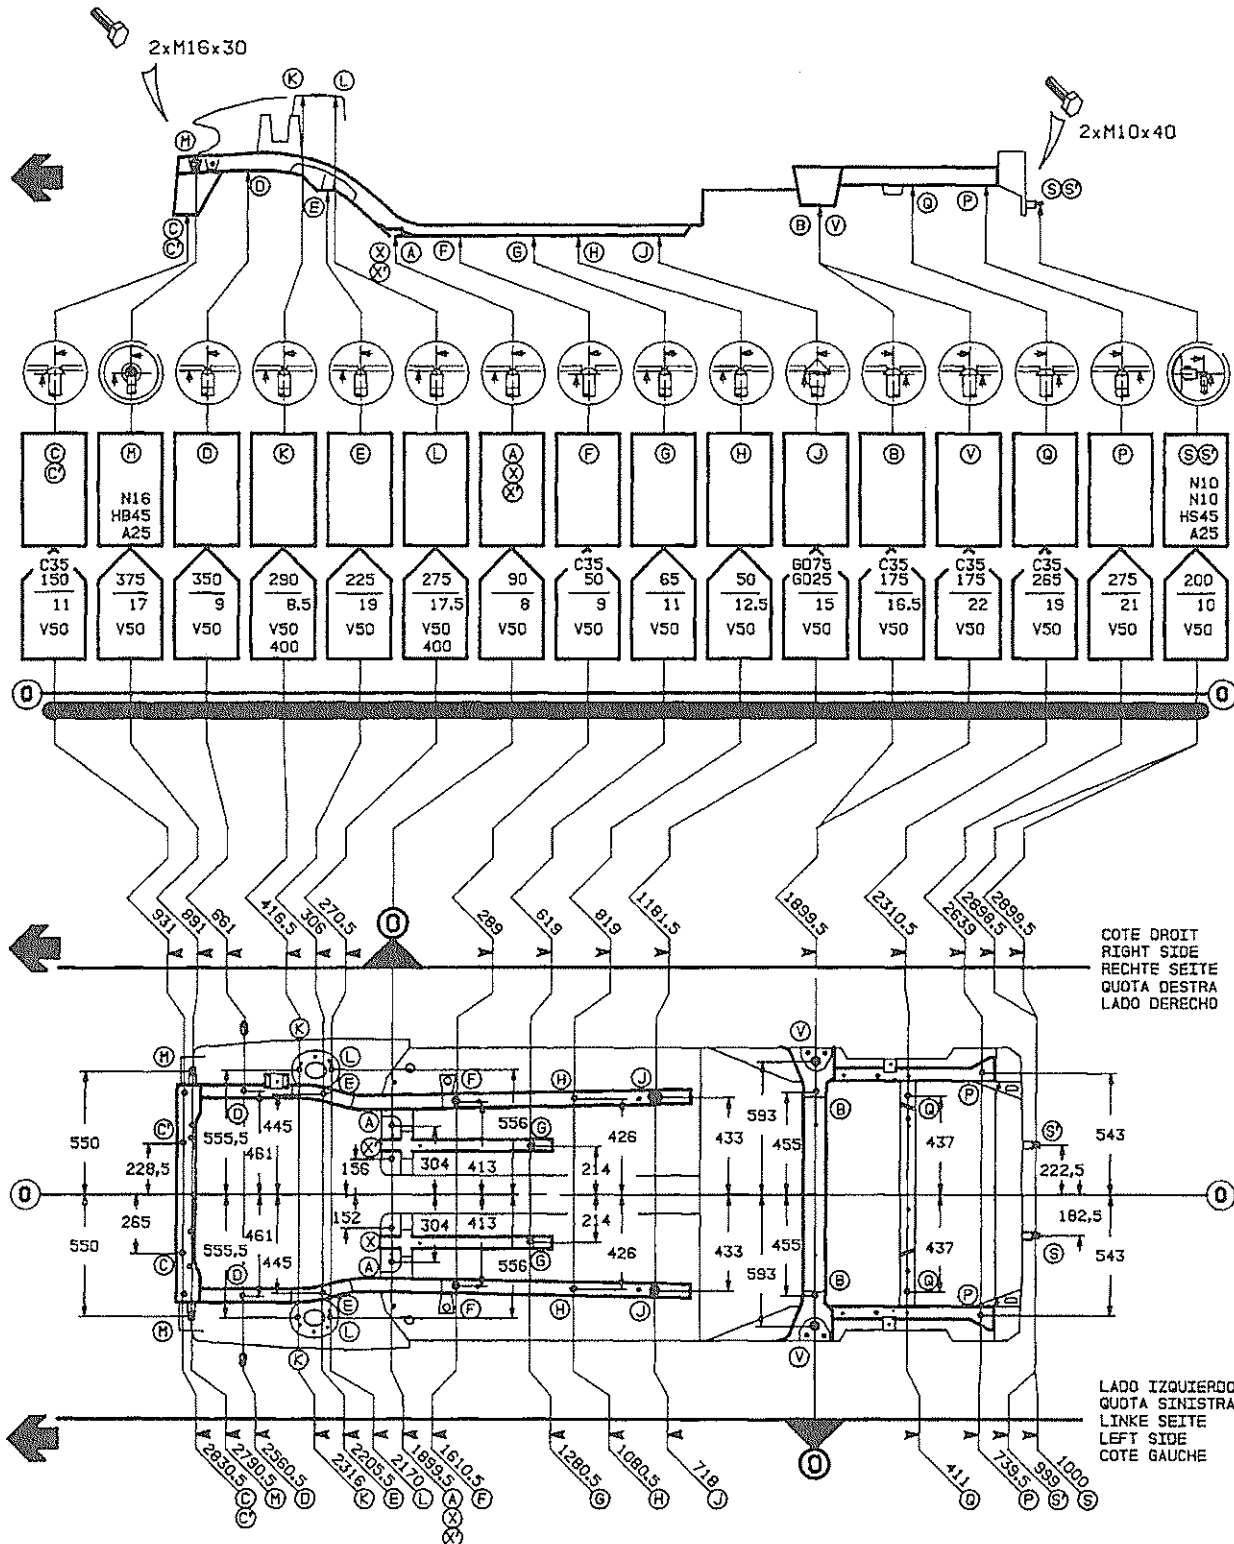 2xM16x30
K L
M
2xM10x40
D
E
Q P S S'
C
C'
X A F G H J B V
X'
C M D K E L A F G H J B V Q P S S'
C'
X
X'
N16
HB45
A25
N10
N10
HS45
A25
C35 C35 GO75 C35 C35 C35
GO25
150 375 350 290 225 275 90 50 65 50 175 175 265 275 200
11 17 9 8.5 19 17.5 8 9 11 12.5 15 16.5 22 19 21 10
V50 V50 V50 V50 V50 V50 V50 V50 V50 V50 V50 V50 V50 V50 V50 V50
400 400
0 0
931 891 661 416.5 306 270.5 289 619 819 1181.5 1899.5 2310.5 2639 2698.5 2899.5
0
COTE DROIT
RIGHT SIDE
RECHTE SEITE
QUOTA DESTRA
LADO DERECHO
K V
M L
E F H J P
D A B Q
C' X' G S'
550 555,5 445 556 593 543
461 426 433 455 437
228,5 156 304 413 214 222,5
0 0
265 152 304 413 214 182,5
550 555,5 461 445 556 426 433 455 593 437 543
X G S
C D A B Q
E F H J P
M L
K V
LADO IZQUIERDO
QUOTA SINISTRA
LINKE SEITE
LEFT SIDE
COTE GAUCHE
0
2830.5 2790.5 2560.5 2316 2205.5 2170 1899.5 1610.5 1280.5 1080.5 718 411 739.5 999 1000
C M D K E L A F G H J Q P S' S
C'
X
X'